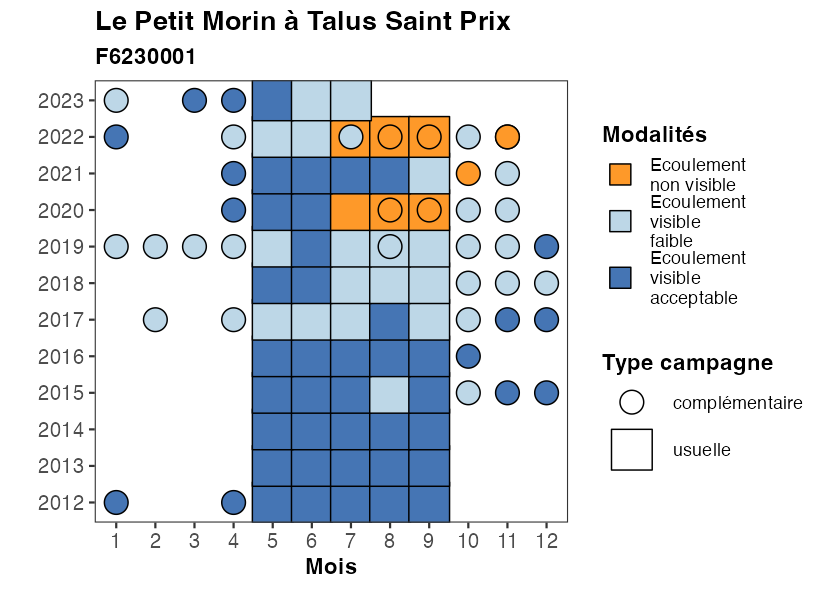 Le Petit Morin à Talus Saint Prix
F6230001
2023
2022
2021
2020
2019
2018
2017
2016
2015
2014
2013
2012
1 2 3 4 5 6 7 8 9 10 11 12
Mois
Modalités
Ecoulement
non visible
Ecoulement
visible
faible
Ecoulement
visible
acceptable
Type campagne
complémentaire
usuelle